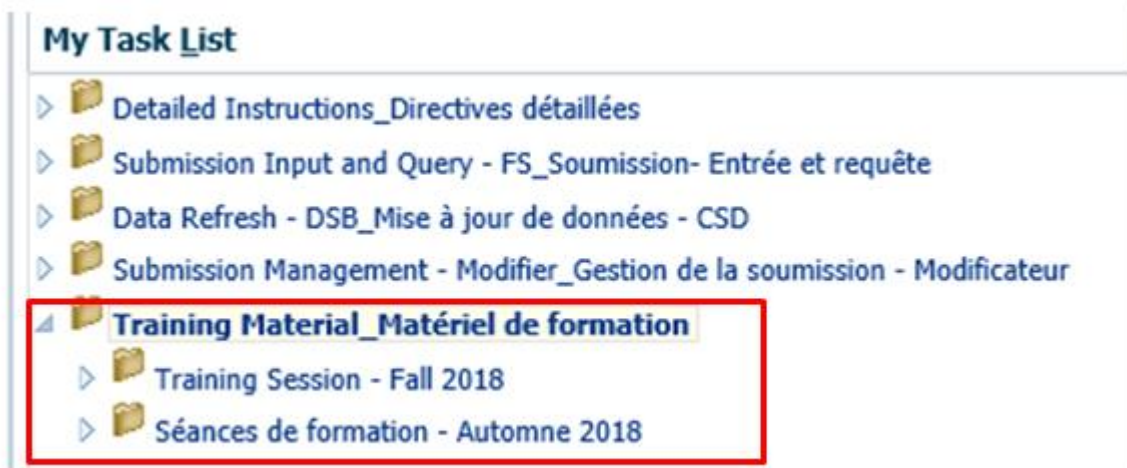 My Task List
Detailed Instructions_Directives détaillées
Submission Input and Query - FS_Soumission- Entrée et requête
Data Refresh - DSB_Mise à jour de données - CSD
Submission Management - Modifier_Gestion de la soumission - Modificateur
Training Material_Matériel de formation
Training Session - Fall 2018
Séances de formation - Automne 2018